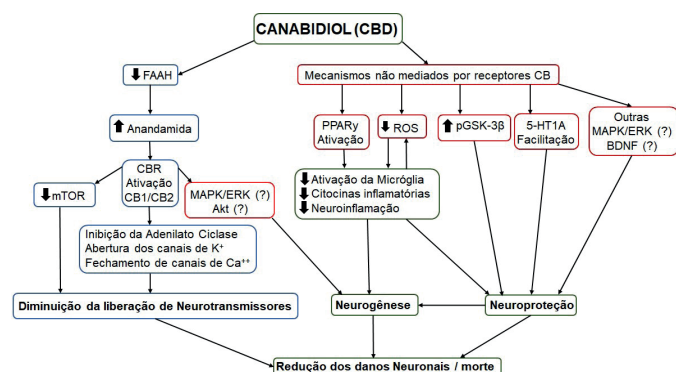 CANABIDIOL (CBD)
⬇ FAAH
Mecanismos não mediados por receptores CB
⬆ Anandamida
PPARy
Ativação
⬇ ROS
⬆ pGSK-3β
5-HT1A
Facilitação
Outras
MAPK/ERK (?)
BDNF (?)
⬇mTOR
CBR
Ativação
CB1/CB2
MAPK/ERK (?)
Akt (?)
⬇ Ativação da Micróglia
⬇ Citocinas inflamatórias
⬇ Neuroinflamação
Inibição da Adenilato Ciclase
Abertura dos canais de K⁺
Fechamento de canais de Ca⁺⁺
Diminuição da liberação de Neurotransmissores
Neurogênese
Neuroproteção
Redução dos danos Neuronais / morte